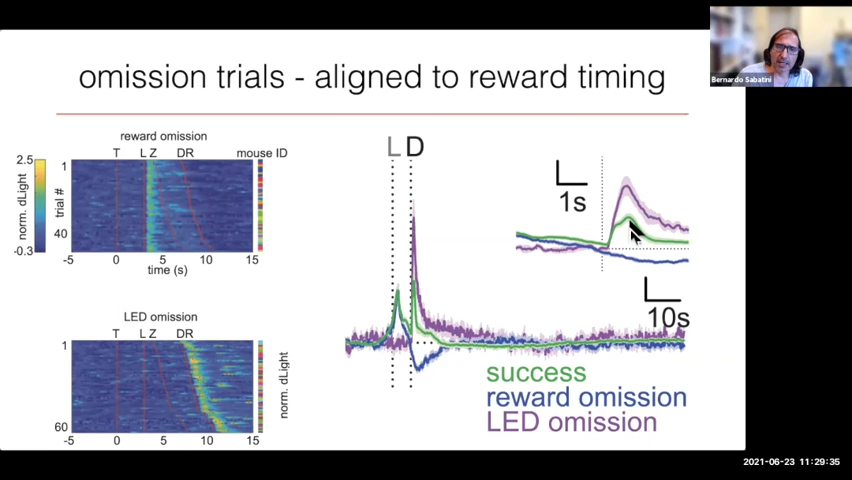 omission trials - aligned to reward timing
Bernardo Sabatini
reward omission
T L Z DR mouse ID
2.5
norm. dLight
-0.3
1
trial #
40
-5 0 5 10 15
time (s)
LED omission
T L Z DR
1
60
-5 0 5 10 15
norm. dLight
L D
1s
10s
success
reward omission
LED omission
2021-06-23 11:29:35